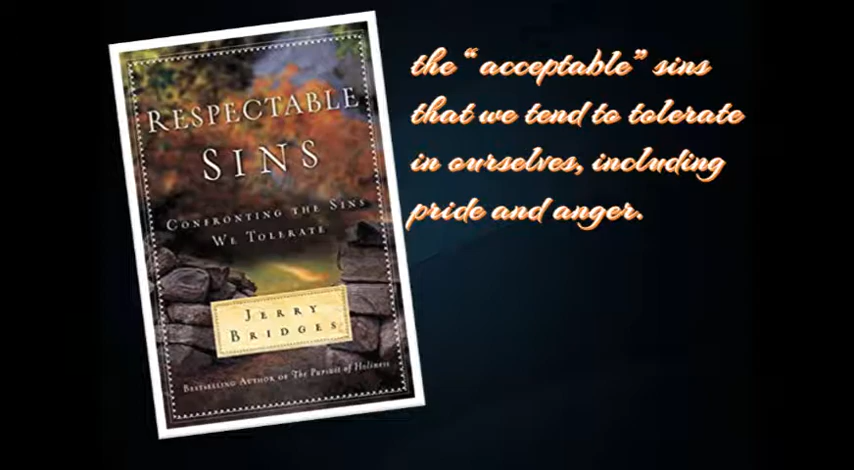 RESPECTABLE
SINS
CONFRONTING THE SINS
WE TOLERATE
JERRY
BRIDGES
BESTSELLING AUTHOR OF The Pursuit of Holiness
the “acceptable” sins
that we tend to tolerate
in ourselves, including
pride and anger.